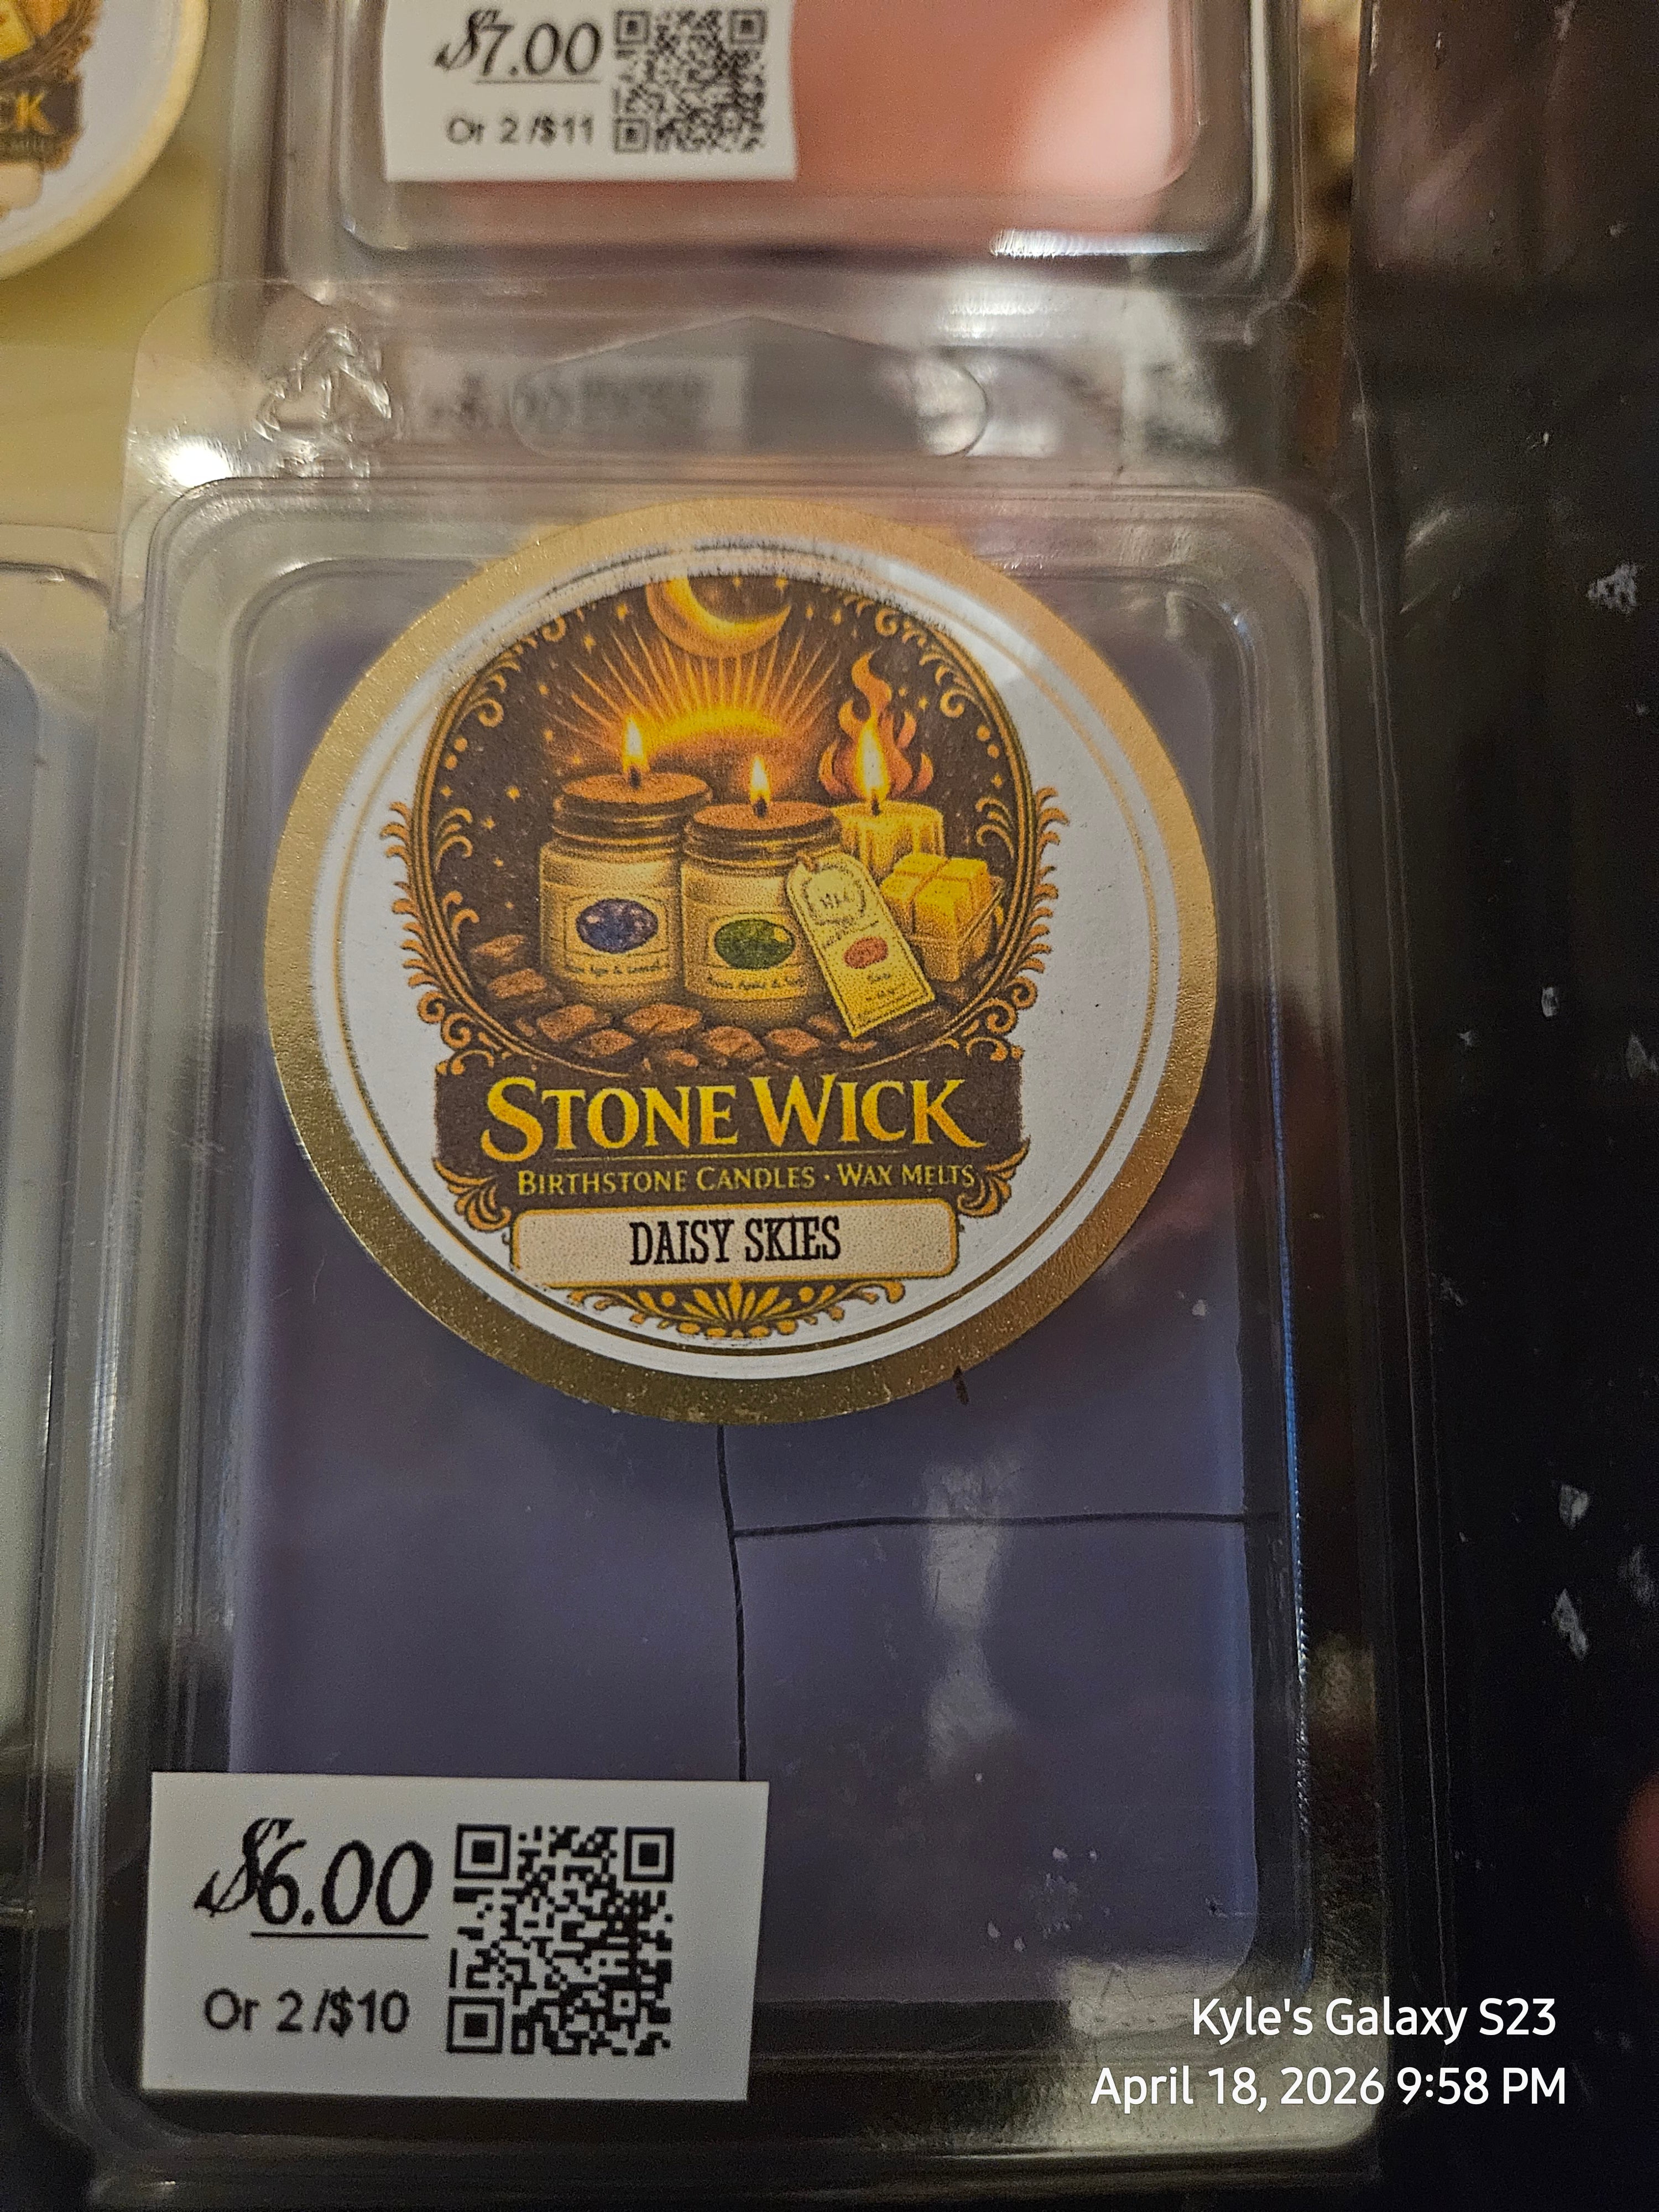 $7.00
Or 2 /$11
CK
STONE WICK
BIRTHSTONE CANDLES · WAX MELTS
DAISY SKIES
$6.00
Or 2 /$10
Kyle's Galaxy S23
April 18, 2026 9:58 PM